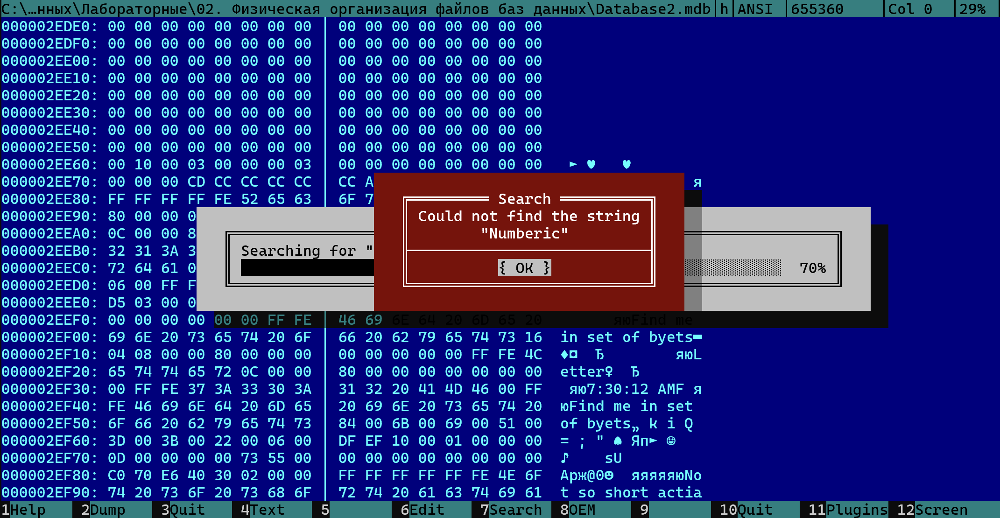 C:\…нных\Лабораторные\02. Физическая организация файлов баз данных\Database2.mdb h ANSI 655360 Col 0 29%
000002EDE0: 00 00 00 00 00 00 00 00 00 00 00 00 00 00 00 00
000002EDF0: 00 00 00 00 00 00 00 00 00 00 00 00 00 00 00 00
000002EE00: 00 00 00 00 00 00 00 00 00 00 00 00 00 00 00 00
000002EE10: 00 00 00 00 00 00 00 00 00 00 00 00 00 00 00 00
000002EE20: 00 00 00 00 00 00 00 00 00 00 00 00 00 00 00 00
000002EE30: 00 00 00 00 00 00 00 00 00 00 00 00 00 00 00 00
000002EE40: 00 00 00 00 00 00 00 00 00 00 00 00 00 00 00 00
000002EE50: 00 00 00 00 00 00 00 00 00 00 00 00 00 00 00 00
000002EE60: 00 10 00 03 00 00 00 03 00 00 00 00 00 00 00 00 ► ♥ ♥
000002EE70: 00 00 00 CD CC CC CC CC CC A я
000002EE80: FF FF FF FF FE 52 65 63 6F 7
Search
000002EE90: 80 00 00 0
Could not find the string
000002EEA0: 0C 00 00 8
"Numberic"
000002EEB0: 32 31 3A 3
Searching for "
000002EEC0: 72 64 61 0
{ OK }
70%
000002EED0: 06 00 FF F
000002EEE0: D5 03 00 0
000002EEF0: 00 00 00 00 00 00 FF FE 46 69 6E 64 20 6D 65 20 яюFind me
000002EF00: 69 6E 20 73 65 74 20 6F 66 20 62 79 65 74 73 16 in set of byets▬
000002EF10: 04 08 00 00 80 00 00 00 00 00 00 00 00 FF FE 4C ♦◘ Ђ яюL
000002EF20: 65 74 74 65 72 0C 00 00 80 00 00 00 00 00 00 00 etter♀ Ђ
000002EF30: 00 FF FE 37 3A 33 30 3A 31 32 20 41 4D 46 00 FF яю7:30:12 AMF я
000002EF40: FE 46 69 6E 64 20 6D 65 20 69 6E 20 73 65 74 20 юFind me in set
000002EF50: 6F 66 20 62 79 65 74 73 84 00 6B 00 69 00 51 00 of byets„ k i Q
000002EF60: 3D 00 3B 00 22 00 06 00 DF EF 10 00 01 00 00 00 = ; " ♠ Яп► ☺
000002EF70: 0D 00 00 00 00 73 55 00 00 00 00 00 00 00 00 00 ♪ sU
000002EF80: C0 70 E6 40 30 02 00 00 FF FF FF FF FF FE 4E 6F Арж@0☻ яяяяяюNo
000002EF90: 74 20 73 6F 20 73 68 6F 72 74 20 61 63 74 69 61 t so short actia
1Help 2Dump 3Quit 4Text 5 6Edit 7Search 8OEM 9 10Quit 11Plugins 12Screen